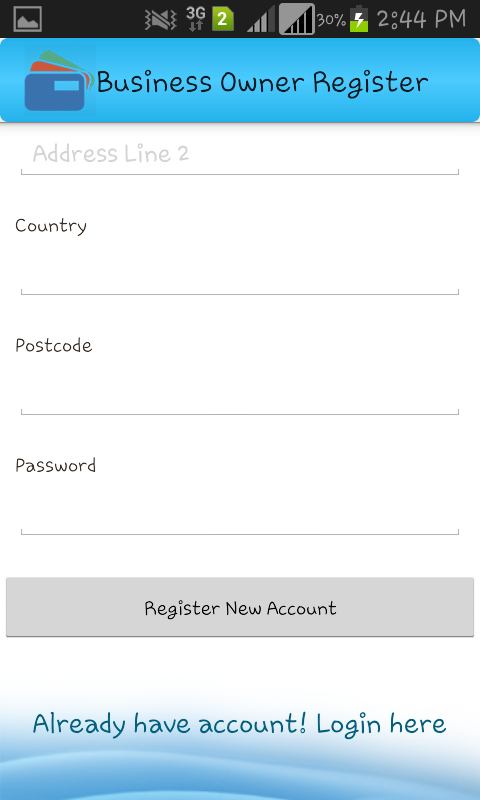 3G 2 30% 2:44 PM
Business Owner Register
Address Line 2
Country
Postcode
Password
Register New Account
Already have account! Login here